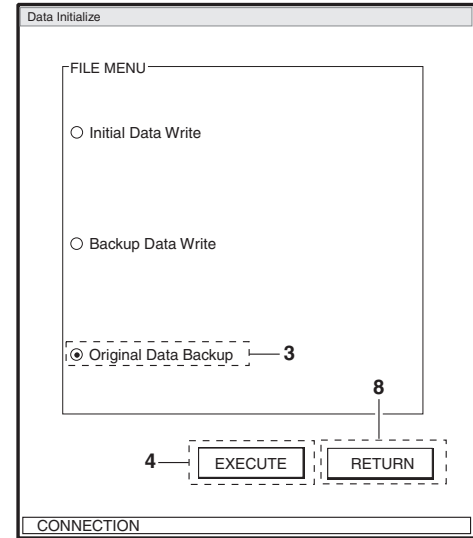 Data Initialize
FILE MENU
Initial Data Write
Backup Data Write
Original Data Backup 3
8
4 EXECUTE RETURN
CONNECTION